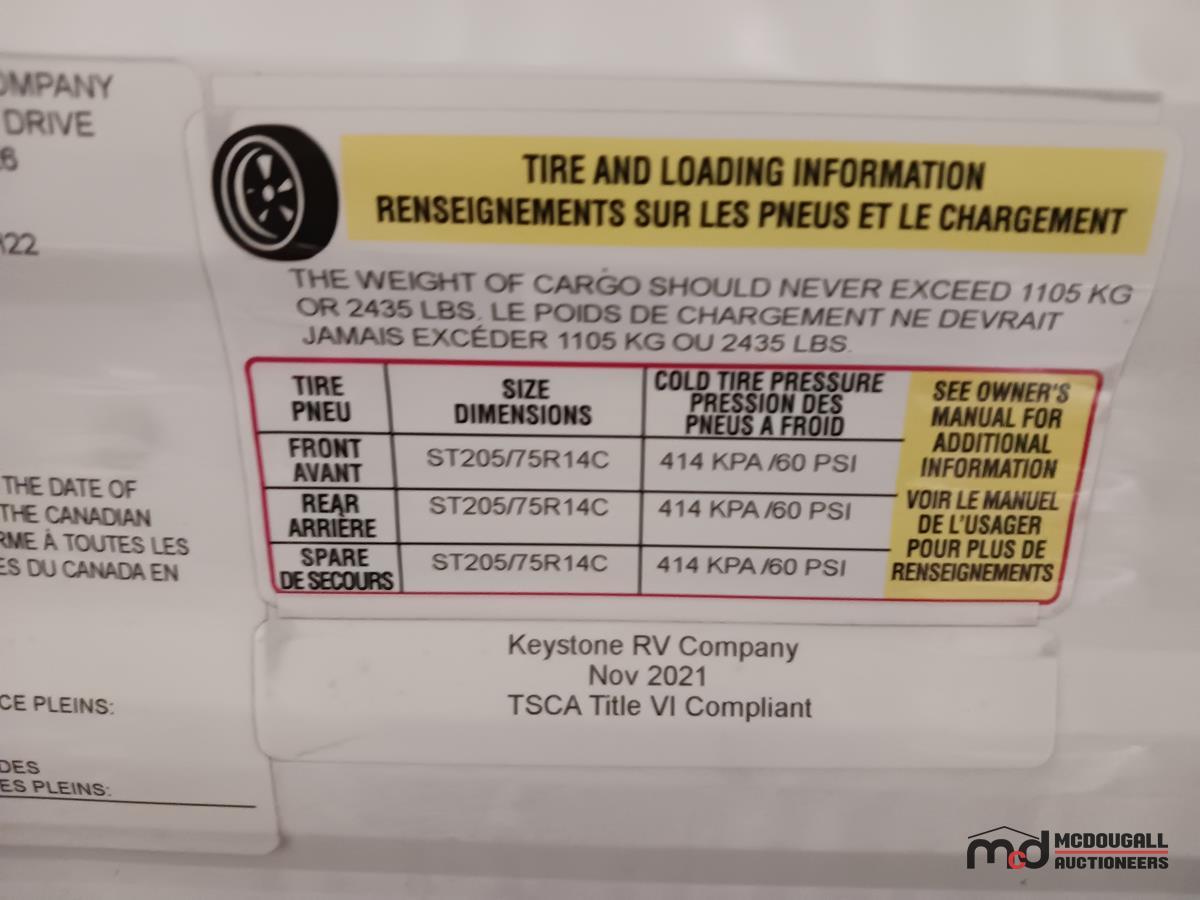 OMPANY
DRIVE
6
122
THE DATE OF
THE CANADIAN
RME À TOUTES LES
ES DU CANADA EN
CE PLEINS:
DES
ES PLEINS:
TIRE AND LOADING INFORMATION
RENSEIGNEMENTS SUR LES PNEUS ET LE CHARGEMENT
THE WEIGHT OF CARGO SHOULD NEVER EXCEED 1105 KG
OR 2435 LBS. LE POIDS DE CHARGEMENT NE DEVRAIT
JAMAIS EXCÉDER 1105 KG OU 2435 LBS.
TIRE
PNEU
SIZE
DIMENSIONS
COLD TIRE PRESSURE
PRESSION DES
PNEUS A FROID
FRONT
AVANT
ST205/75R14C
414 KPA /60 PSI
REAR
ARRIÈRE
ST205/75R14C
414 KPA /60 PSI
SPARE
DE SECOURS
ST205/75R14C
414 KPA /60 PSI
SEE OWNER'S
MANUAL FOR
ADDITIONAL
INFORMATION
VOIR LE MANUEL
DE L'USAGER
POUR PLUS DE
RENSEIGNEMENTS
Keystone RV Company
Nov 2021
TSCA Title VI Compliant
mcd
MCDOUGALL
AUCTIONEERS